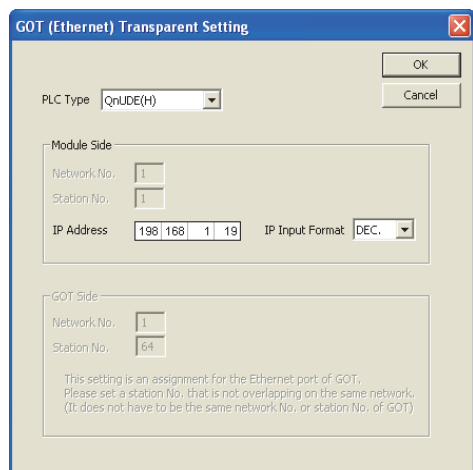 GOT (Ethernet) Transparent Setting
OK
PLC Type QnUDE(H)
Cancel
Module Side
Network No. 1
Station No. 1
IP Address 198 168 1 19 IP Input Format DEC.
GOT Side
Network No. 1
Station No. 64
This setting is an assignment for the Ethernet port of GOT.
Please set a station No. that is not overlapping on the same network.
(It does not have to be the same network No. or station No. of GOT)